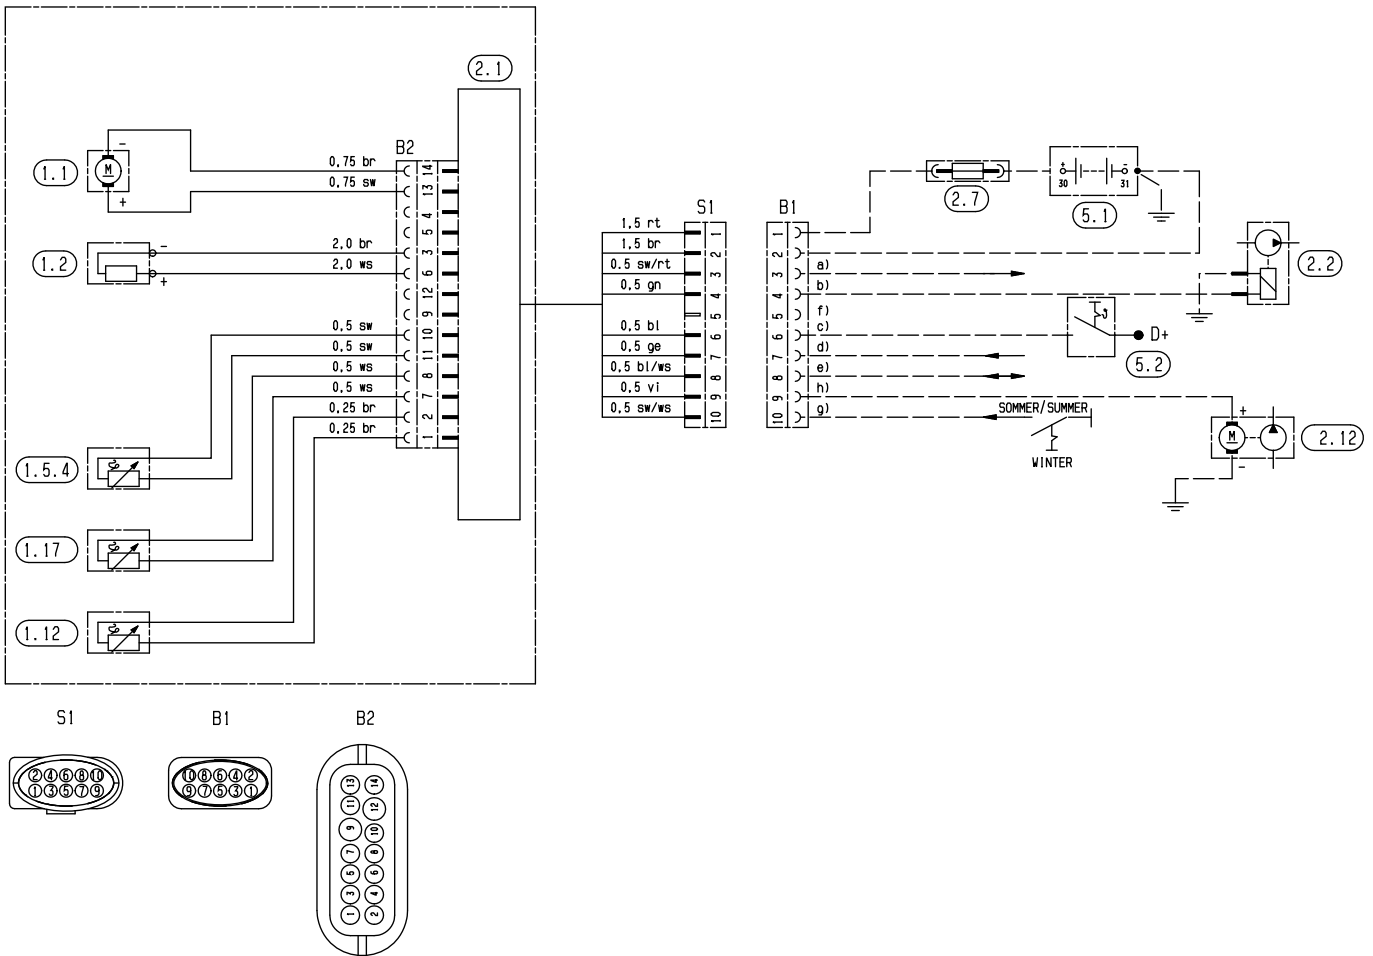 2.1
B2
1.1
M
-
+
0,75 br
0,75 sw
14
13
4
5
3
6
12
9
10
11
8
7
2
1
1.2
-
+
2,0 br
2,0 ws
0,5 sw
0,5 sw
0,5 ws
0,5 ws
0,25 br
0,25 br
1.5.4
1.17
1.12
S1
1,5 rt
1,5 br
0.5 sw/rt
0,5 gn
0,5 bl
0,5 ge
0,5 bl/ws
0,5 vi
0,5 sw/ws
1
2
3
4
5
6
7
8
9
10
B1
1
2
3
4
5
6
7
8
9
10
a)
b)
f)
c)
d)
e)
h)
g)
2.7
+
-
30
31
5.1
2.2
D+
5.2
SOMMER/SUMMER
WINTER
+
M
-
2.12
S1
B1
B2
2 4 6 8 10
1 3 5 7 9
10 8 6 4 2
9 7 5 3 1
13 14
11 12
9 10
7 8
5 6
3 4
1 2